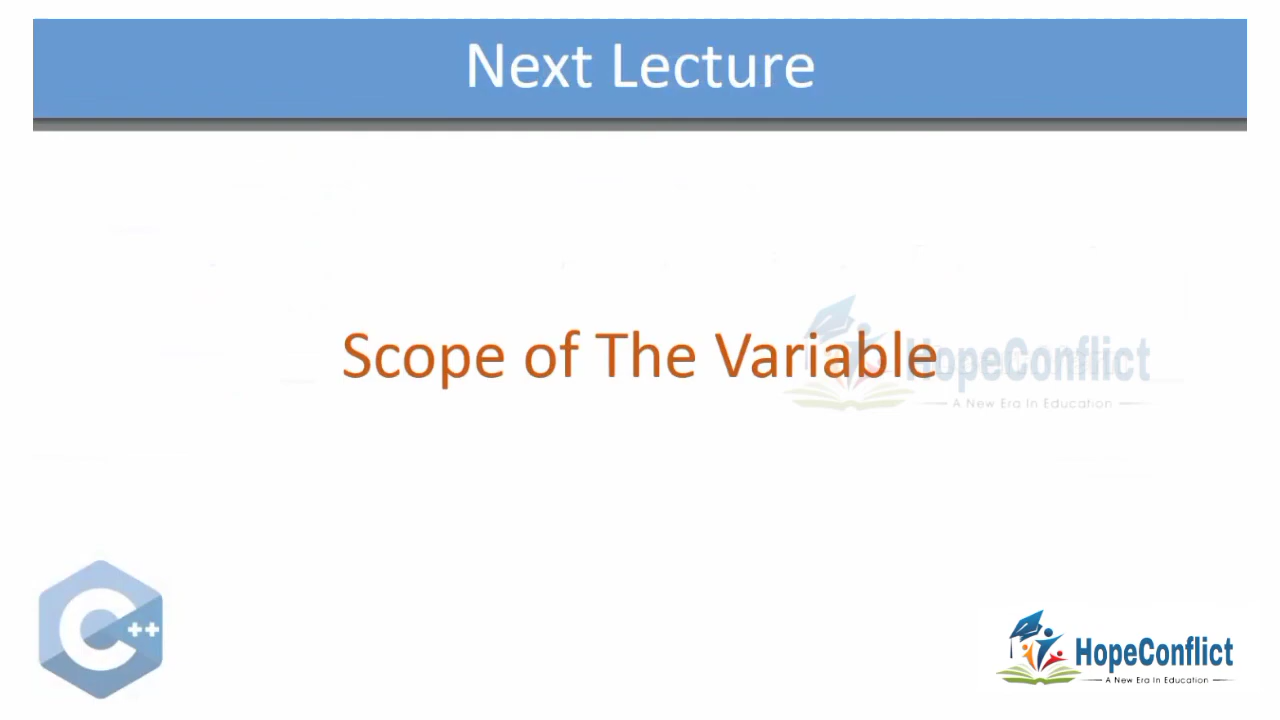 Next Lecture
Scope of The Variable
HopeConflict
A New Era In Education
C++
HopeConflict
A New Era In Education